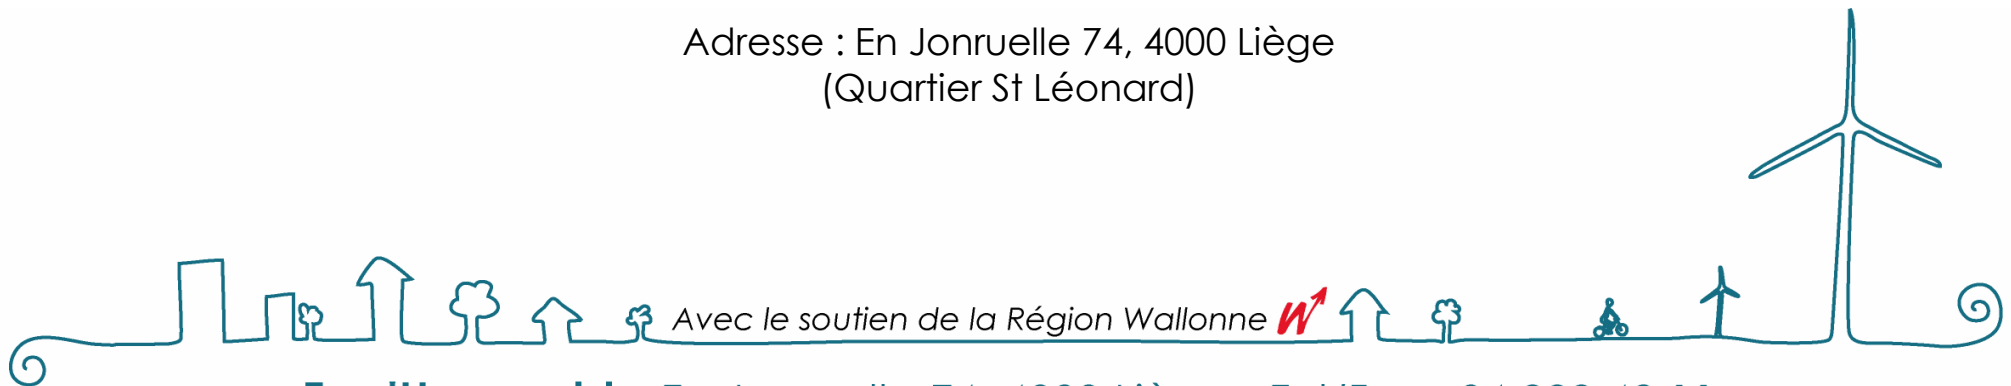 Adresse : En Jonruelle 74, 4000 Liège
(Quartier St Léonard)
Avec le soutien de la Région Wallonne W